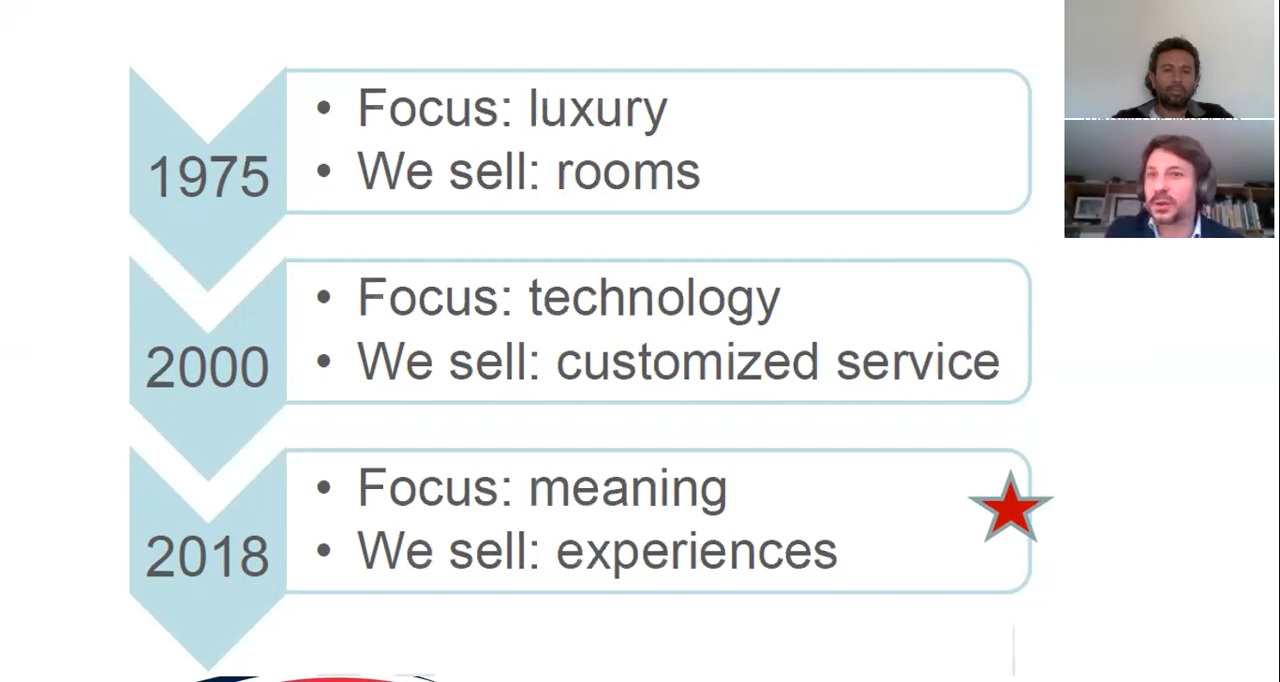 1975
• Focus: luxury
• We sell: rooms
2000
• Focus: technology
• We sell: customized service
2018
• Focus: meaning
• We sell: experiences